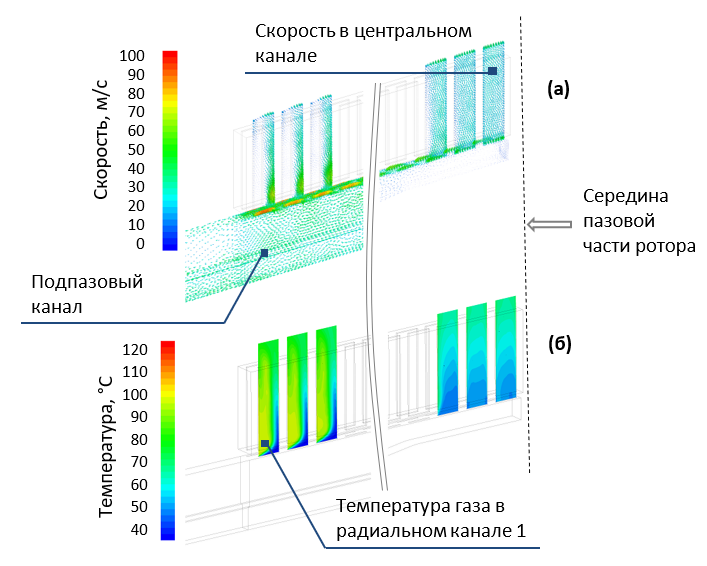 Скорость в центральном
канале
(а)
Скорость, м/с
100
90
80
70
60
50
40
30
20
10
0
Середина
пазовой
части ротора
Подпазовый
канал
(б)
Температура, °C
120
110
100
90
80
70
60
50
40
Температура газа в
радиальном канале 1